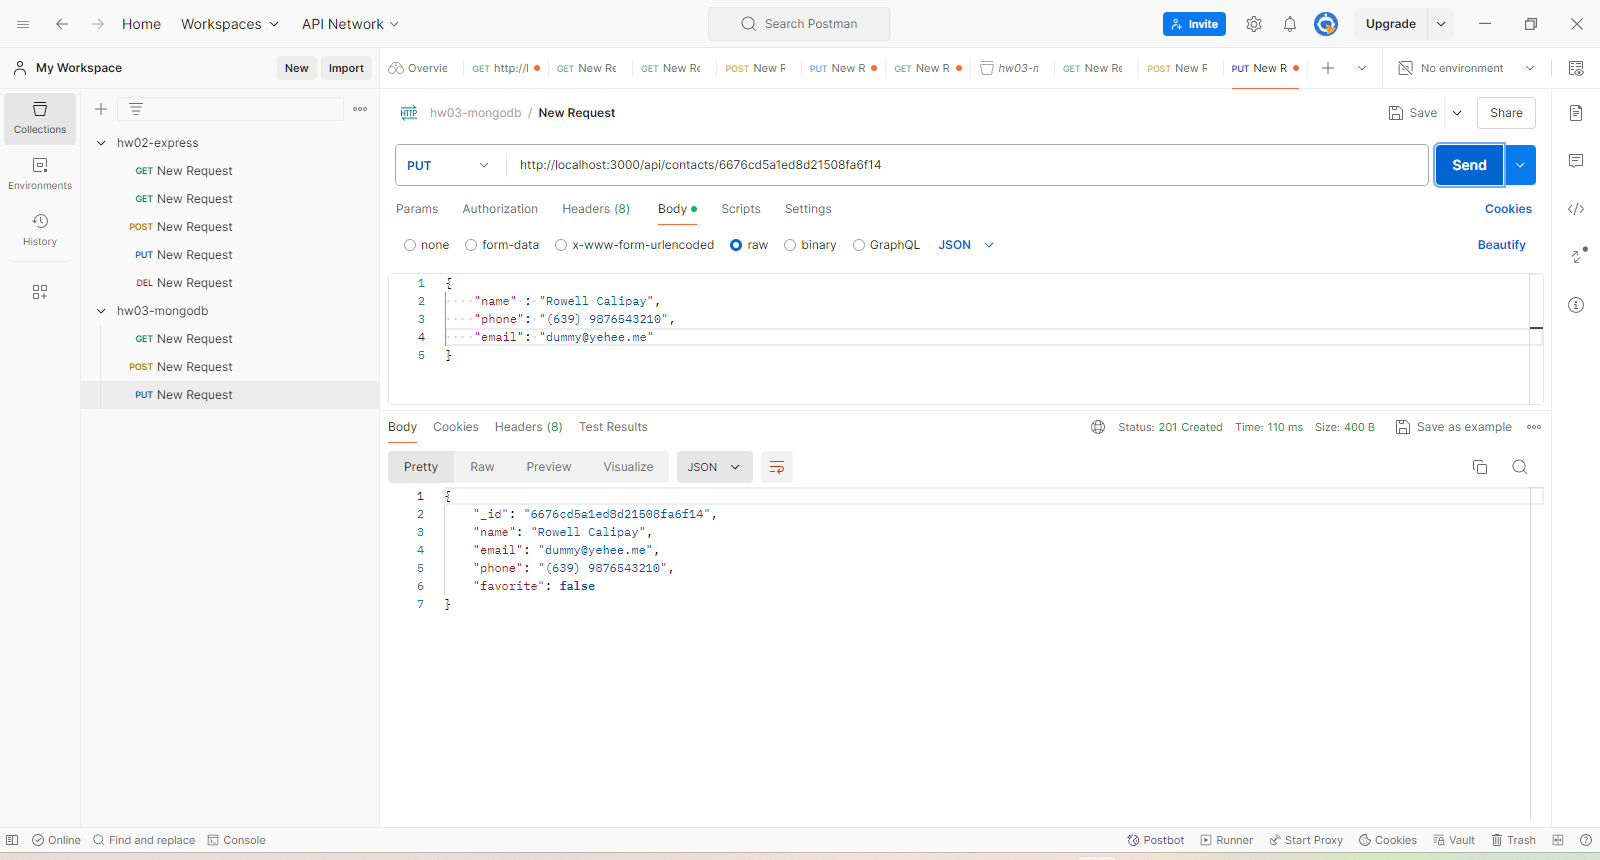 Home Workspaces API Network Search Postman Invite Upgrade
My Workspace New Import Overvie GET http://l GET New Re GET New Re POST New R PUT New R GET New R hw03-n GET New Re POST New R PUT New R No environment
HTTP hw03-mongodb / New Request Save Share
Collections
Environments
History
hw02-express
GET New Request
GET New Request
POST New Request
PUT New Request
DEL New Request
hw03-mongodb
GET New Request
POST New Request
PUT New Request
PUT http://localhost:3000/api/contacts/6676cd5a1ed8d21508fa6f14 Send
Params Authorization Headers (8) Body Scripts Settings Cookies
none form-data x-www-form-urlencoded raw binary GraphQL JSON Beautify
1 {
2 "name" : "Rowell Calipay",
3 "phone": "(639) 9876543210",
4 "email": "dummy@yehee.me"
5 }
Body Cookies Headers (8) Test Results Status: 201 Created Time: 110 ms Size: 400 B Save as example
Pretty Raw Preview Visualize JSON
1 {
2 "_id": "6676cd5a1ed8d21508fa6f14",
3 "name": "Rowell Calipay",
4 "email": "dummy@yehee.me",
5 "phone": "(639) 9876543210",
6 "favorite": false
7 }
Online Find and replace Console Postbot Runner Start Proxy Cookies Vault Trash